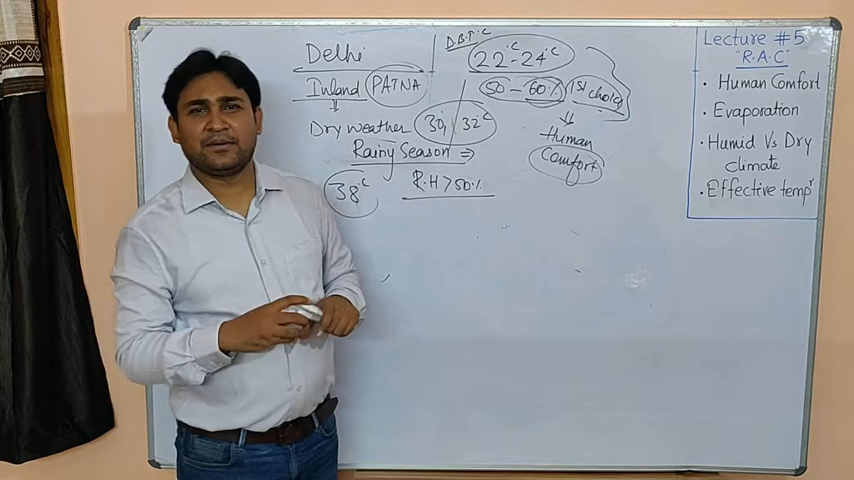 Delhi
Inland PATNA
Dry weather 30°, 32°C
Rainy Season ⇒
38°C R.H > 50%
D.B.T °C
22°C - 24°C
50 - 60% 1st choice
Human
Comfort
Lecture #5
"R.A.C"
• Human Comfort
• Evaporation
• Humid Vs Dry
climate
• Effective tempr